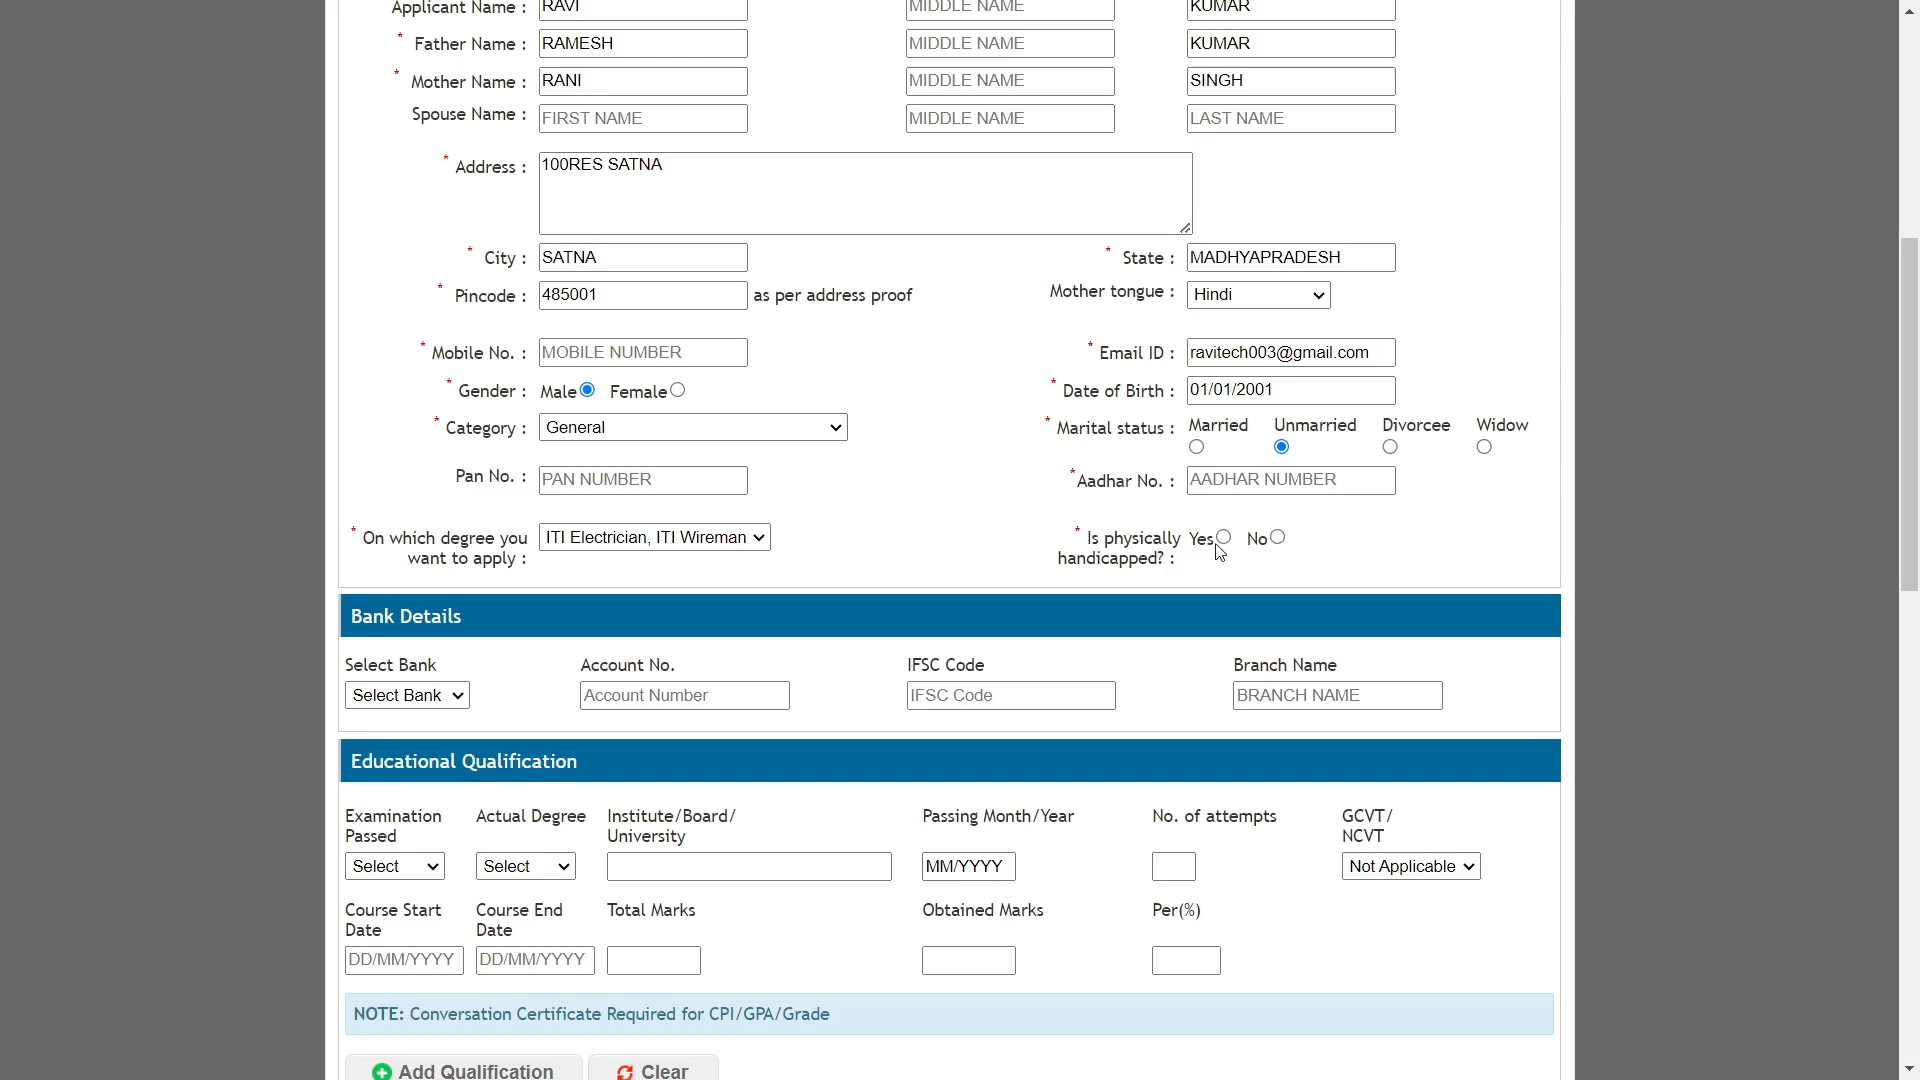 Applicant Name : RAVI MIDDLE NAME KUMAR
* Father Name : RAMESH MIDDLE NAME KUMAR
* Mother Name : RANI MIDDLE NAME SINGH
Spouse Name : FIRST NAME MIDDLE NAME LAST NAME
* Address : 100RES SATNA
* City : SATNA * State : MADHYAPRADESH
* Pincode : 485001 as per address proof Mother tongue : Hindi
* Mobile No. : MOBILE NUMBER * Email ID : ravitech003@gmail.com
* Gender : Male Female * Date of Birth : 01/01/2001
* Category : General * Marital status : Married Unmarried Divorcee Widow
Pan No. : PAN NUMBER *Aadhar No. : AADHAR NUMBER
* On which degree you ITI Electrician, ITI Wireman * Is physically Yes No
want to apply : handicapped? :
Bank Details
Select Bank Account No. IFSC Code Branch Name
Select Bank Account Number IFSC Code BRANCH NAME
Educational Qualification
Examination Actual Degree Institute/Board/ Passing Month/Year No. of attempts GCVT/
Passed University NCVT
Select Select MM/YYYY Not Applicable
Course Start Course End Total Marks Obtained Marks Per(%)
Date Date
DD/MM/YYYY DD/MM/YYYY
NOTE: Conversation Certificate Required for CPI/GPA/Grade
Add Qualification Clear